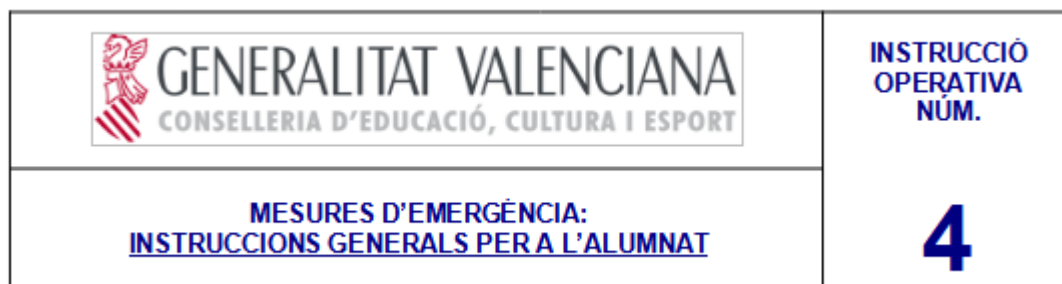 GENERALITAT VALENCIANA
CONSELLERIA D'EDUCACIÓ, CULTURA I ESPORT
INSTRUCCIÓ
OPERATIVA
NÚM.
MESURES D'EMERGÈNCIA:
INSTRUCCIONS GENERALS PER A L'ALUMNAT
4